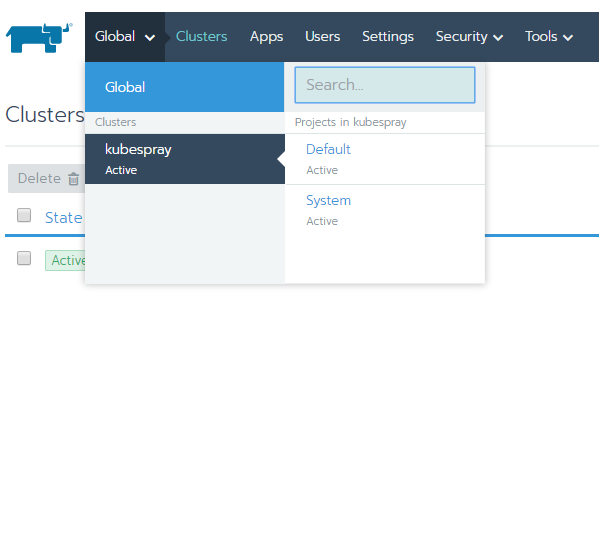 Global Clusters Apps Users Settings Security Tools
Global
Search...
Clusters
Clusters
Projects in kubespray
kubespray
Active
Default
Active
Delete
System
Active
State
Active